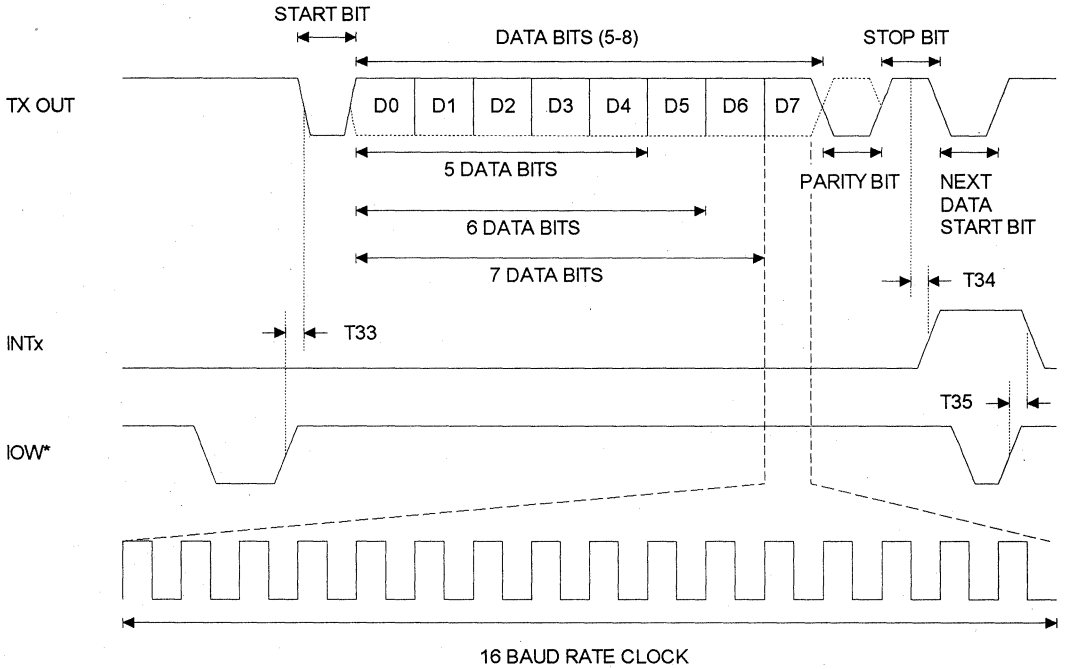 START BIT
DATA BITS (5-8)
STOP BIT
TX OUT
D0 D1 D2 D3 D4 D5 D6 D7
5 DATA BITS
PARITY BIT
NEXT
DATA
START BIT
6 DATA BITS
7 DATA BITS
T34
T33
INTx
T35
IOW*
16 BAUD RATE CLOCK